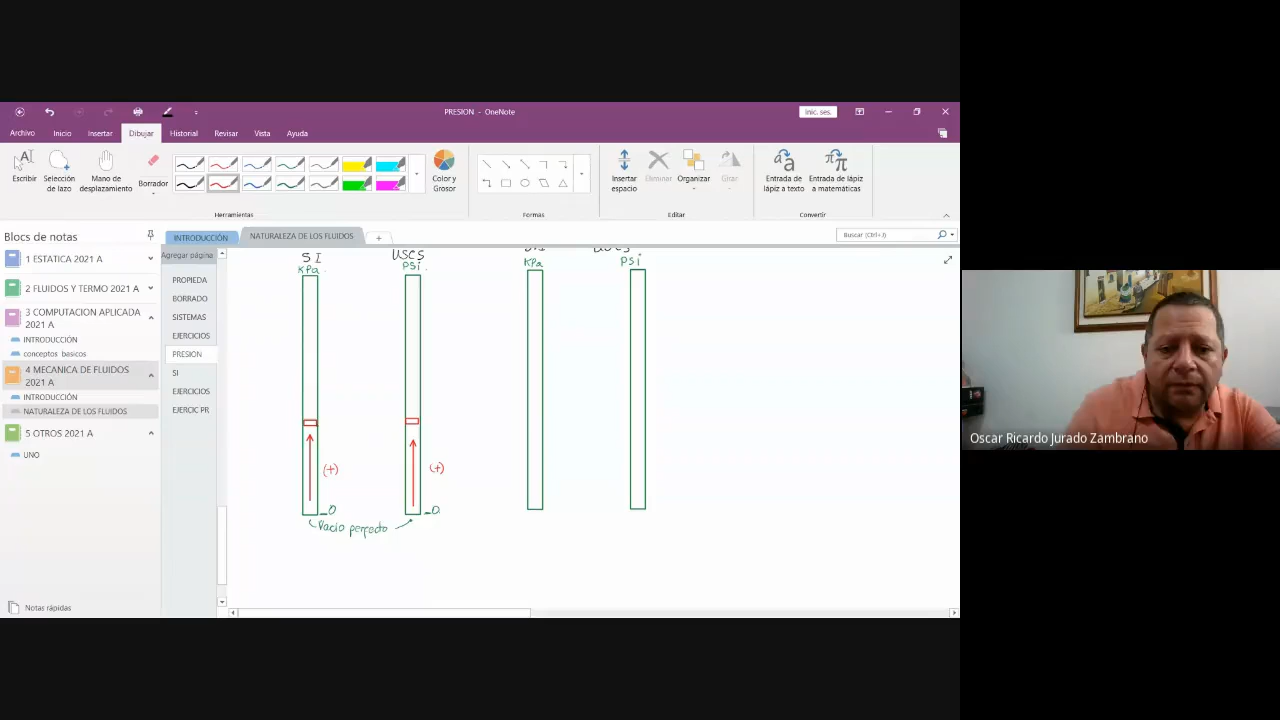 PRESION - OneNote
Inic. ses.
Archivo Inicio Insertar Dibujar Historial Revisar Vista Ayuda
Escribir
Selección de lazo
Mano de desplazamiento
Borrador
Color y Grosor
Insertar espacio
Eliminar
Organizar
Girar
Entrada de lápiz a texto
Entrada de lápiz a matemáticas
Herramientas
Formas
Editar
Convertir
Blocs de notas
INTRODUCCIÓN
NATURALEZA DE LOS FLUIDOS
Buscar (Ctrl+J)
1 ESTATICA 2021 A
2 FLUIDOS Y TERMO 2021 A
3 COMPUTACION APLICADA 2021 A
INTRODUCCIÓN
conceptos basicos
4 MECANICA DE FLUIDOS 2021 A
INTRODUCCIÓN
NATURALEZA DE LOS FLUIDOS
5 OTROS 2021 A
UNO
Notas rápidas
Agregar página
PROPIEDA
BORRADO
SISTEMAS
EJERCICIOS
PRESION
SI
EJERCICIOS
EJERCIC PR
SI
KPa.
USCS
PSi.
KPa
USCS
PSi
(+)
(+)
0
0
Vacio perfecto
Oscar Ricardo Jurado Zambrano